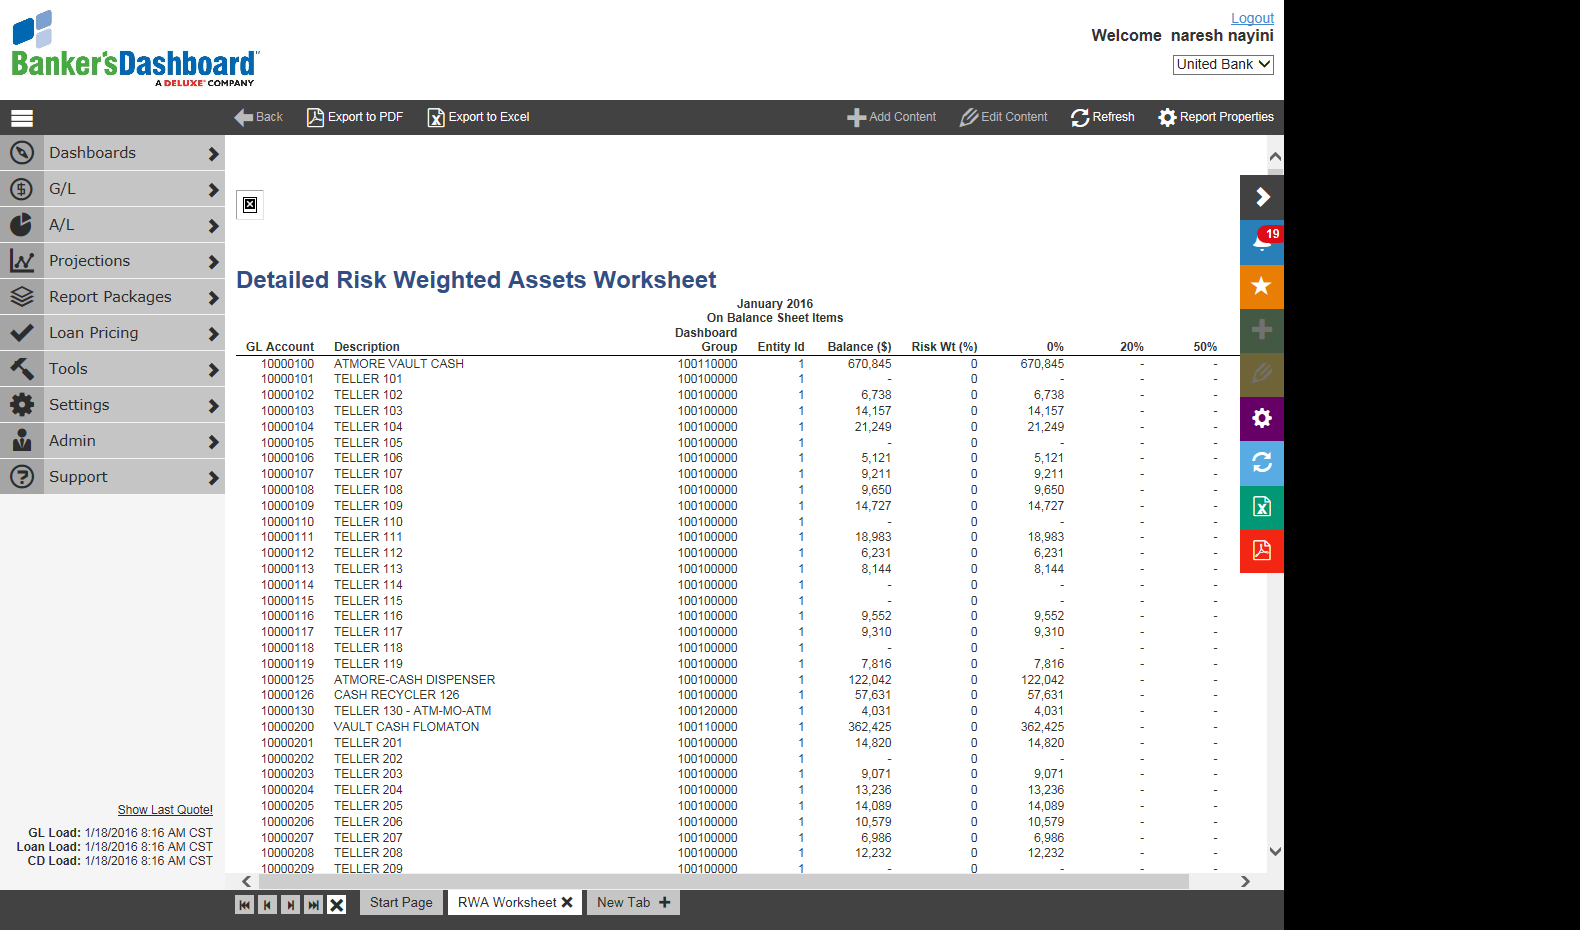 Logout
Welcome naresh nayini
United Bank
Banker'sDashboard
A DELUXE COMPANY
Back Export to PDF Export to Excel Add Content Edit Content Refresh Report Properties
Dashboards
G/L
A/L
Projections
Report Packages
Loan Pricing
Tools
Settings
Admin
Support
19
Detailed Risk Weighted Assets Worksheet
January 2016
On Balance Sheet Items
GL Account Description Dashboard Group Entity Id Balance ($) Risk Wt (%) 0% 20% 50%
10000100 ATMORE VAULT CASH 100110000 1 670,845 0 670,845 - -
10000101 TELLER 101 100100000 1 - 0 - - -
10000102 TELLER 102 100100000 1 6,738 0 6,738 - -
10000103 TELLER 103 100100000 1 14,157 0 14,157 - -
10000104 TELLER 104 100100000 1 21,249 0 21,249 - -
10000105 TELLER 105 100100000 1 - 0 - - -
10000106 TELLER 106 100100000 1 5,121 0 5,121 - -
10000107 TELLER 107 100100000 1 9,211 0 9,211 - -
10000108 TELLER 108 100100000 1 9,650 0 9,650 - -
10000109 TELLER 109 100100000 1 14,727 0 14,727 - -
10000110 TELLER 110 100100000 1 - 0 - - -
10000111 TELLER 111 100100000 1 18,983 0 18,983 - -
10000112 TELLER 112 100100000 1 6,231 0 6,231 - -
10000113 TELLER 113 100100000 1 8,144 0 8,144 - -
10000114 TELLER 114 100100000 1 - 0 - - -
10000115 TELLER 115 100100000 1 - 0 - - -
10000116 TELLER 116 100100000 1 9,552 0 9,552 - -
10000117 TELLER 117 100100000 1 9,310 0 9,310 - -
10000118 TELLER 118 100100000 1 - 0 - - -
10000119 TELLER 119 100100000 1 7,816 0 7,816 - -
10000125 ATMORE-CASH DISPENSER 100100000 1 122,042 0 122,042 - -
10000126 CASH RECYCLER 126 100100000 1 57,631 0 57,631 - -
10000130 TELLER 130 - ATM-MO-ATM 100120000 1 4,031 0 4,031 - -
10000200 VAULT CASH FLOMATON 100110000 1 362,425 0 362,425 - -
10000201 TELLER 201 100100000 1 14,820 0 14,820 - -
10000202 TELLER 202 100100000 1 - 0 - - -
10000203 TELLER 203 100100000 1 9,071 0 9,071 - -
10000204 TELLER 204 100100000 1 13,236 0 13,236 - -
10000205 TELLER 205 100100000 1 14,089 0 14,089 - -
10000206 TELLER 206 100100000 1 10,579 0 10,579 - -
10000207 TELLER 207 100100000 1 6,986 0 6,986 - -
10000208 TELLER 208 100100000 1 12,232 0 12,232 - -
10000209 TELLER 209 100100000 1 - 0 - - -
Show Last Quote!
GL Load: 1/18/2016 8:16 AM CST
Loan Load: 1/18/2016 8:16 AM CST
CD Load: 1/18/2016 8:16 AM CST
Start Page RWA Worksheet New Tab